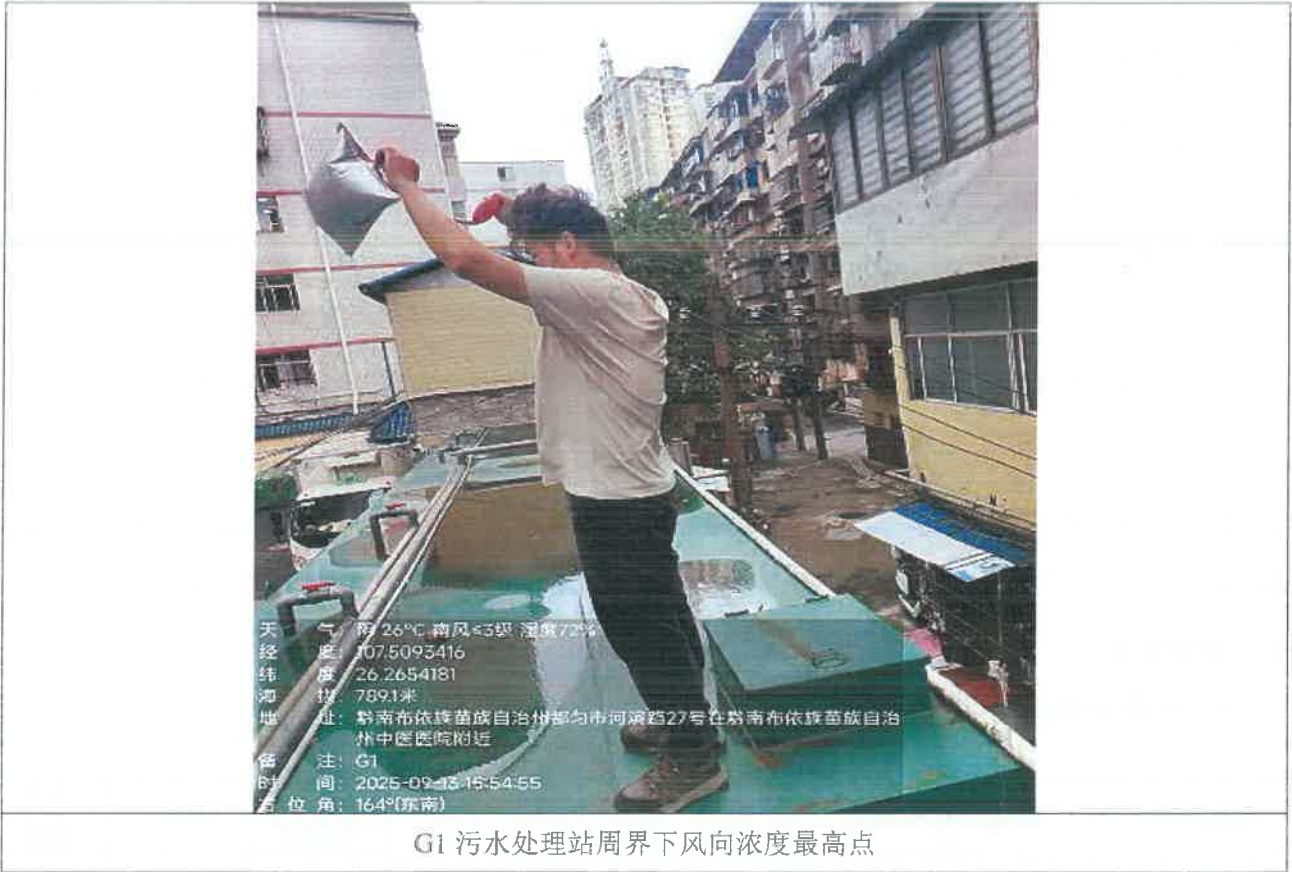 天 气：阴 26℃ 南风≤3级 湿度72%
经 度：107.5093416
纬 度：26.2654181
海 拔：789.1米
地 址：黔南布依族苗族自治州都匀市河滨路27号在黔南布依族苗族自治
州中医医院附近
备 注：G1
时 间：2025-09-13 15:54:55
方位角：164°(东南)
G1 污水处理站周界下风向浓度最高点